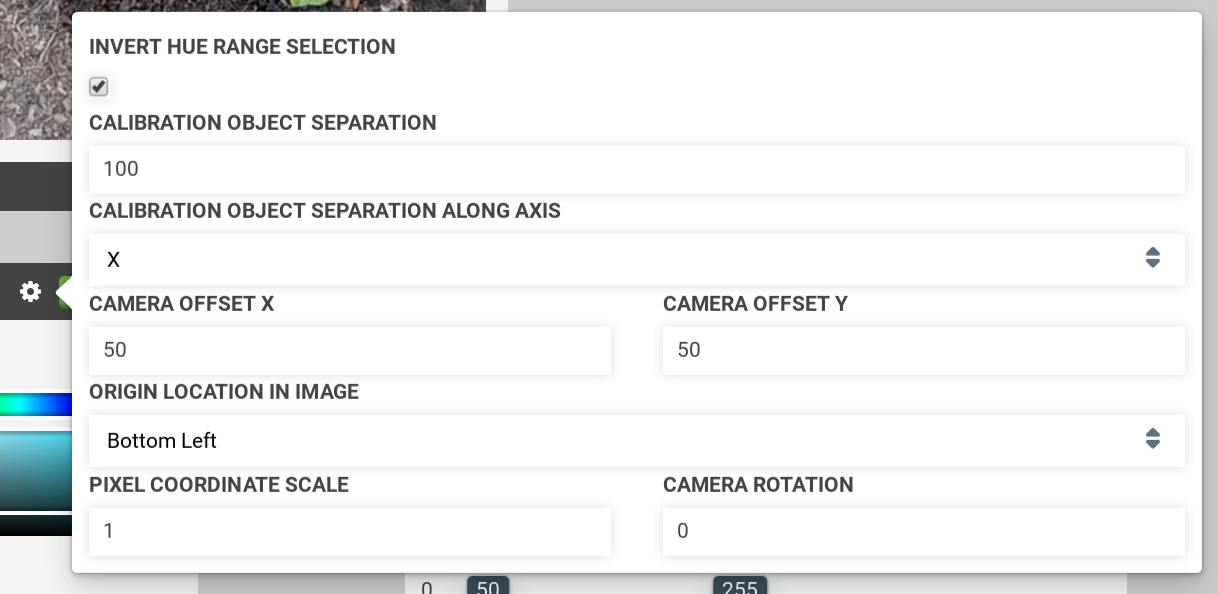 INVERT HUE RANGE SELECTION
CALIBRATION OBJECT SEPARATION
100
CALIBRATION OBJECT SEPARATION ALONG AXIS
X
CAMERA OFFSET X
CAMERA OFFSET Y
50
50
ORIGIN LOCATION IN IMAGE
Bottom Left
PIXEL COORDINATE SCALE
CAMERA ROTATION
1
0
0
50
255